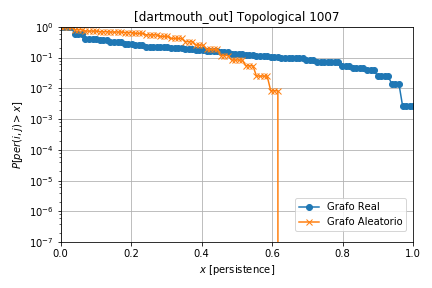 [dartmouth_out] Topological 1007
P[per(i,j) > x]
10^0
10^-1
10^-2
10^-3
10^-4
10^-5
10^-6
10^-7
Grafo Real
Grafo Aleatorio
0.0 0.2 0.4 0.6 0.8 1.0
x [persistence]